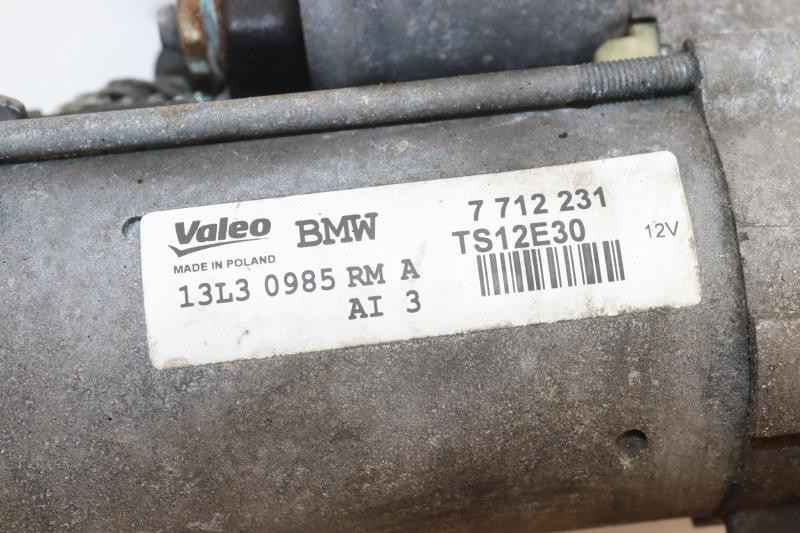 Valeo BMW 7 712 231
TS12E30 12V
MADE IN POLAND
13L3 0985 RM A
AI 3